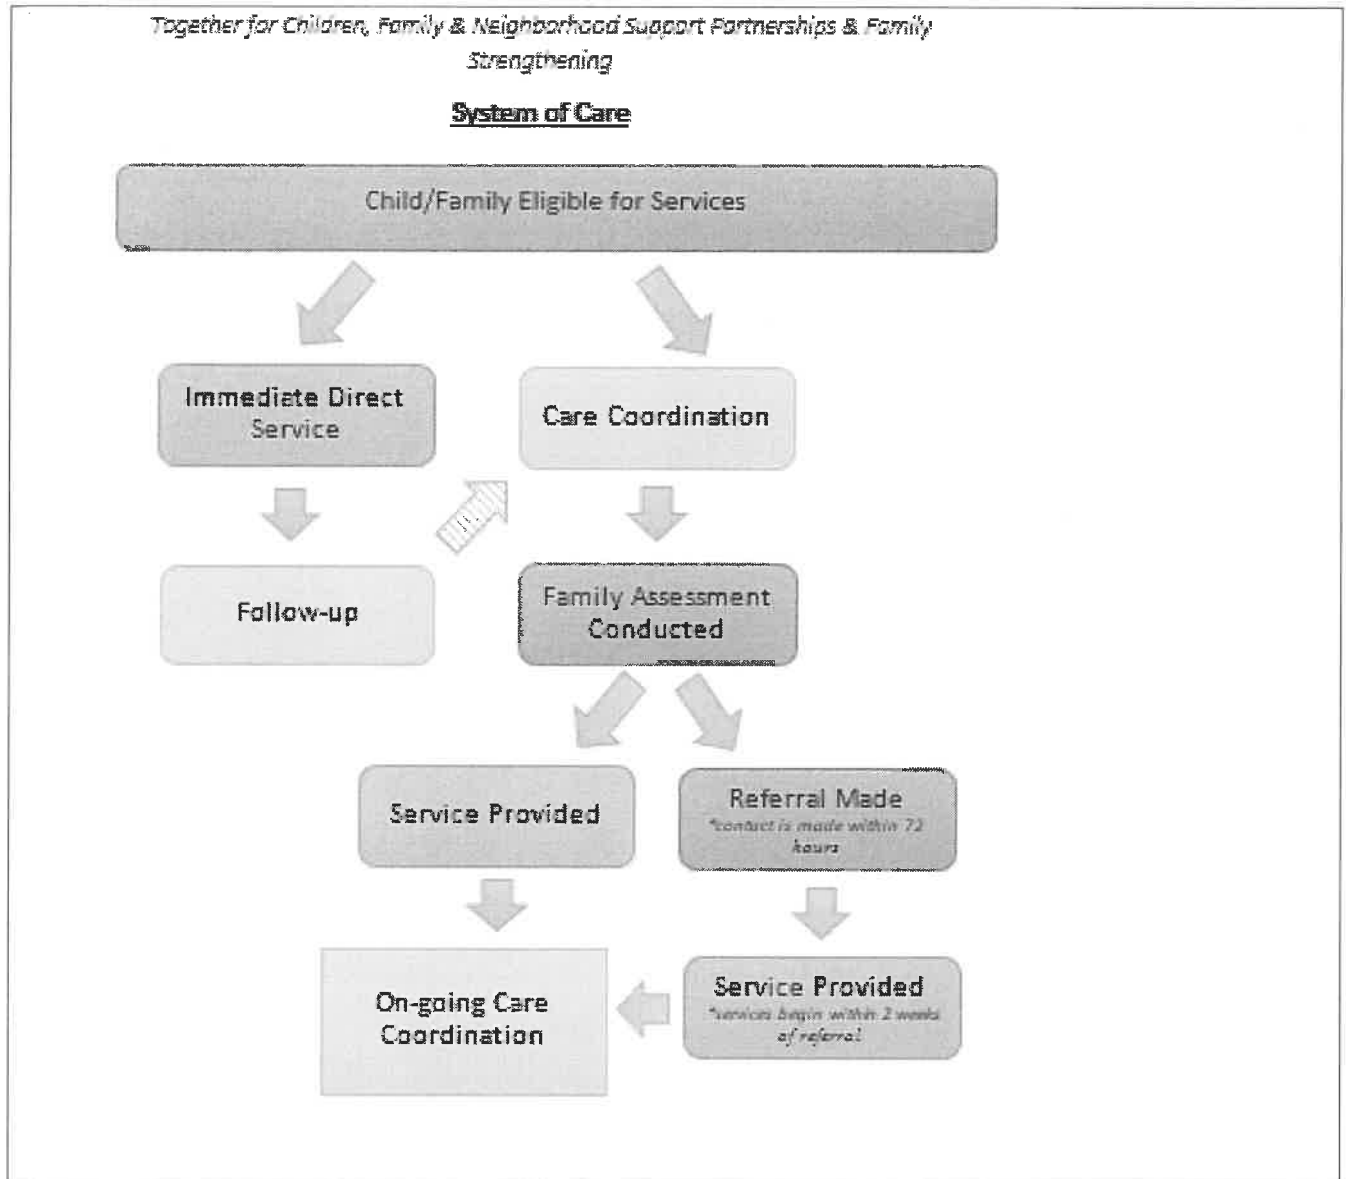 Together for Children, Family & Neighborhood Support Partnerships & Family
Strengthening
System of Care
Child/Family Eligible for Services
Immediate Direct
Service
Care Coordination
Follow-up
Family Assessment
Conducted
Service Provided
Referral Made
*contact is made within 72
hours
On-going Care
Coordination
Service Provided
*services begin within 2 weeks
of referral